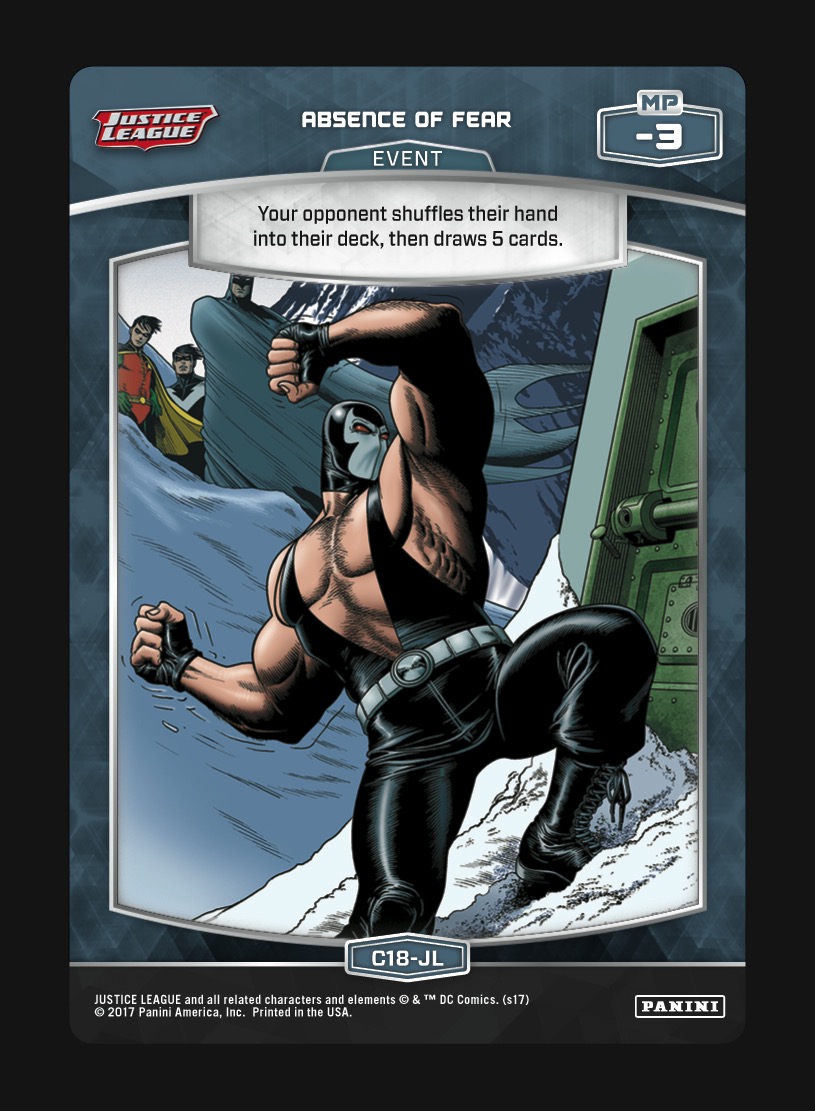 JUSTICE
LEAGUE
ABSENCE OF FEAR
MP
-3
EVENT
Your opponent shuffles their hand
into their deck, then draws 5 cards.
C18-JL
JUSTICE LEAGUE and all related characters and elements © & ™ DC Comics. (s17)
© 2017 Panini America, Inc. Printed in the USA.
PANINI